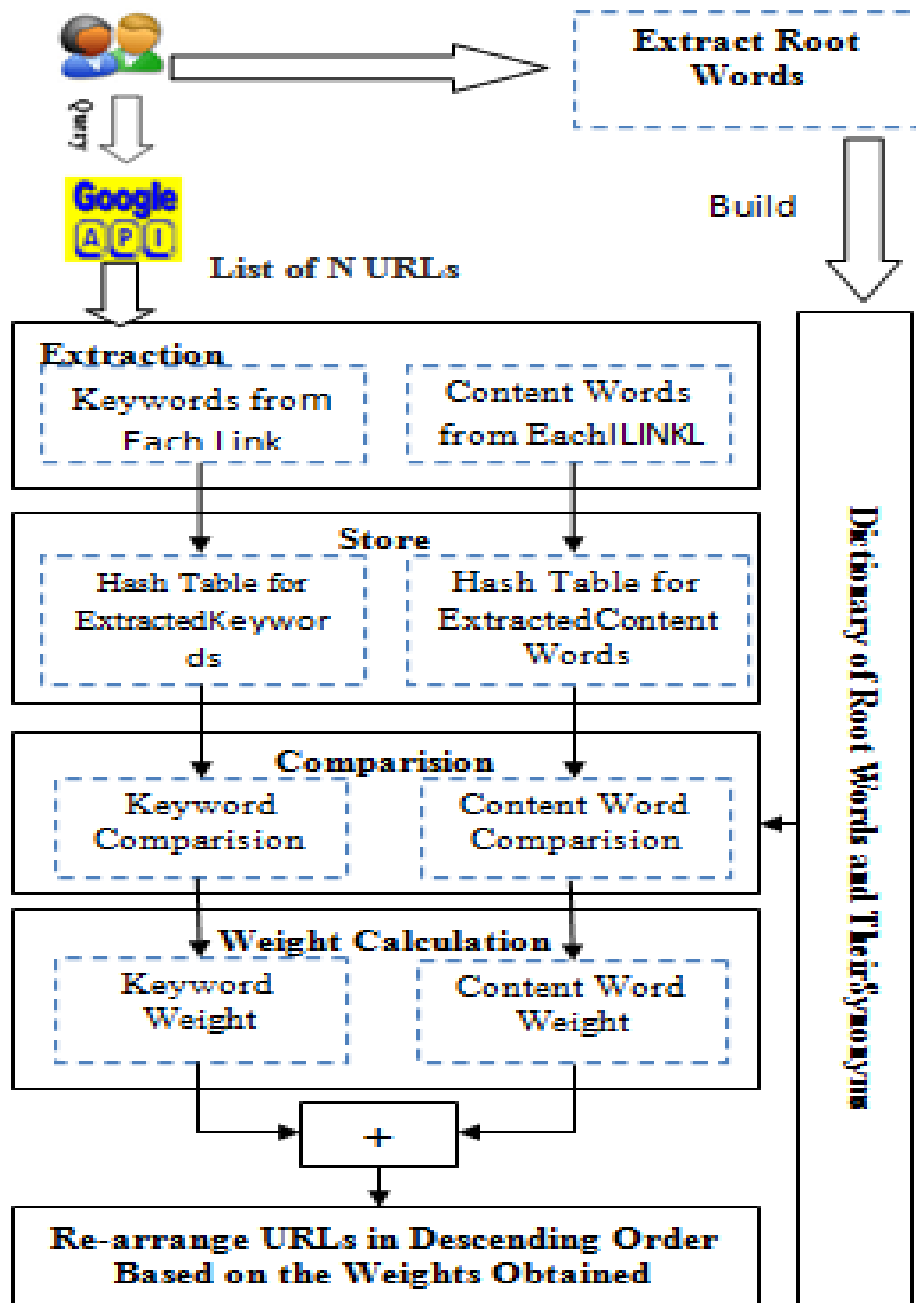 Extract Root
Words
Query
Google
API
Build
List of N URLs
Extraction
Keywords from
Each Link
Content Words
from EachILINKL
Store
Hash Table for
ExtractedKeywor
ds
Hash Table for
ExtractedContent
Words
Comparision
Keyword
Comparision
Content Word
Comparision
Weight Calculation
Keyword
Weight
Content Word
Weight
+
Re-arrange URLs in Descending Order
Based on the Weights Obtained
Dictionary of Root Words and TheirSynonyms